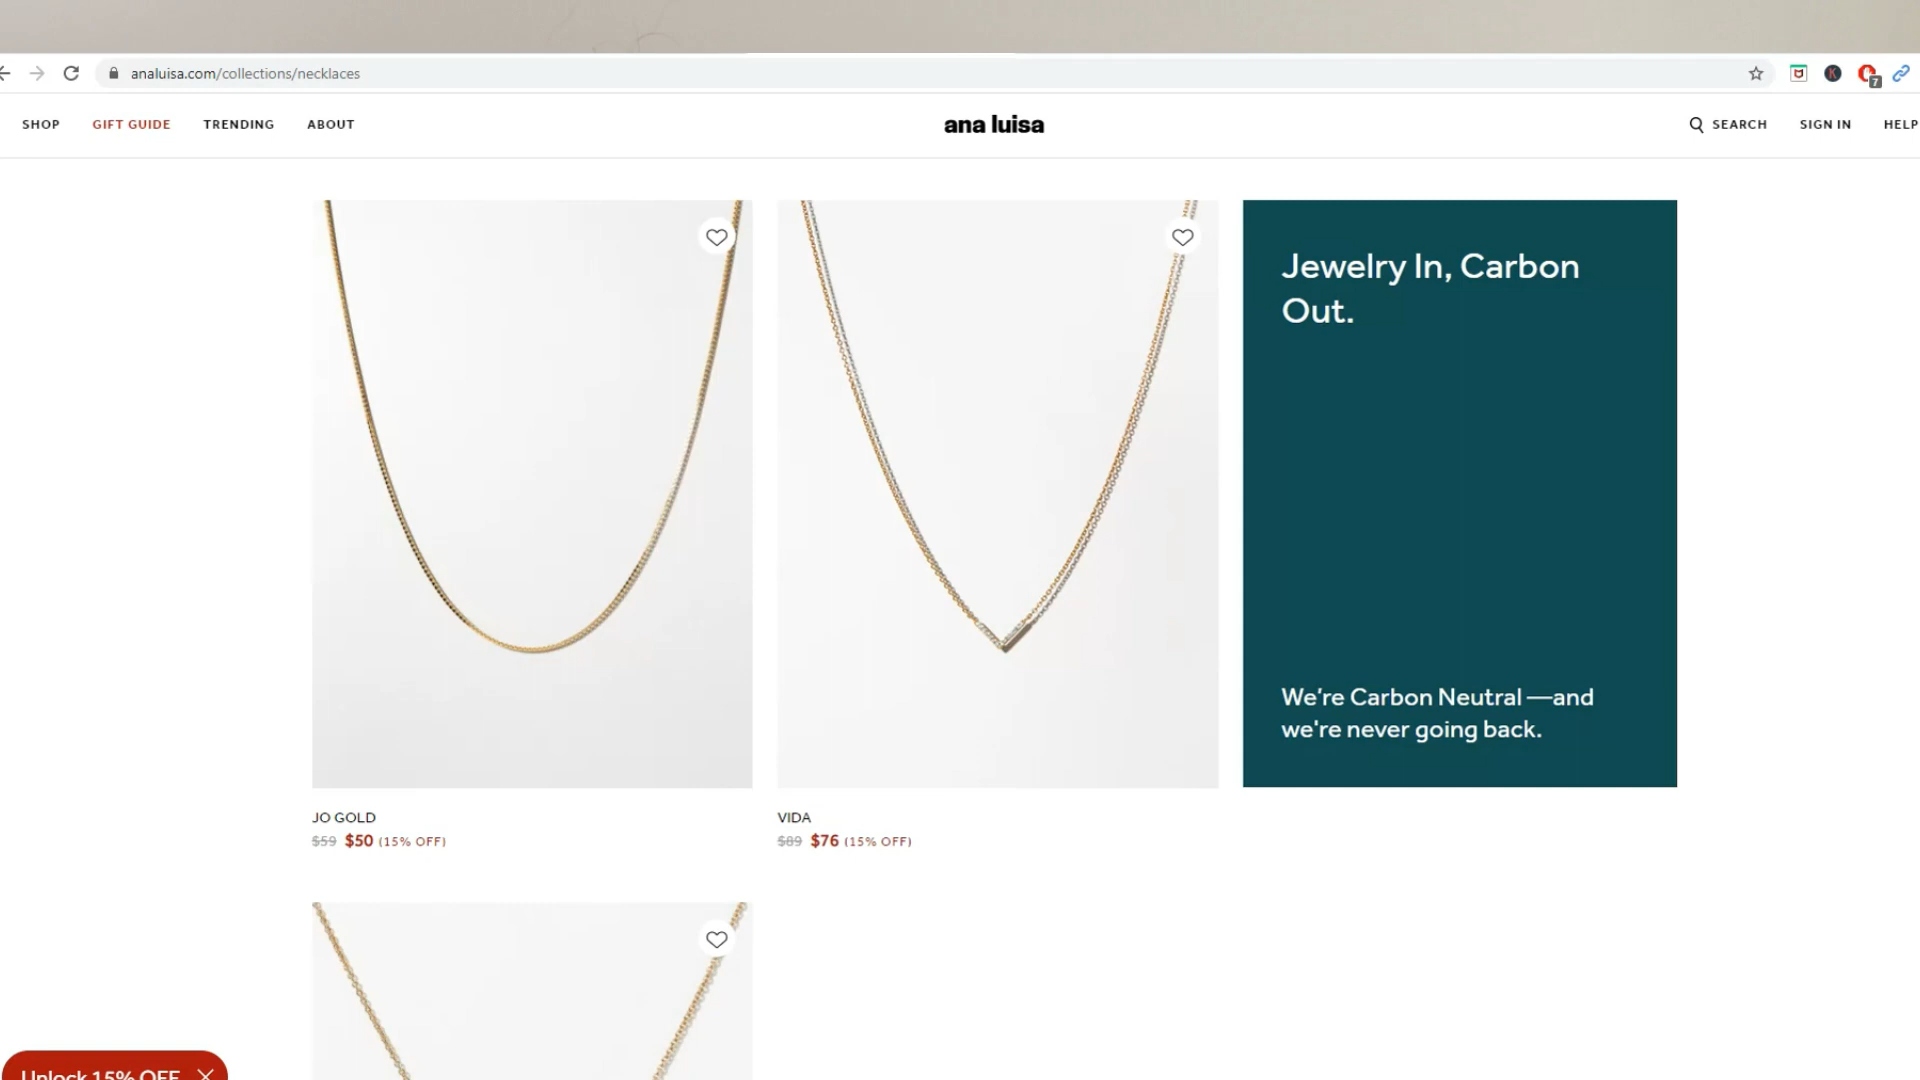 analuisa.com/collections/necklaces
7
SHOP GIFT GUIDE TRENDING ABOUT
ana luisa
SEARCH SIGN IN HELP
Jewelry In, Carbon
Out.
We're Carbon Neutral —and
we're never going back.
JO GOLD
$59 $50 (15% OFF)
VIDA
$89 $76 (15% OFF)
Unlock 15% OFF